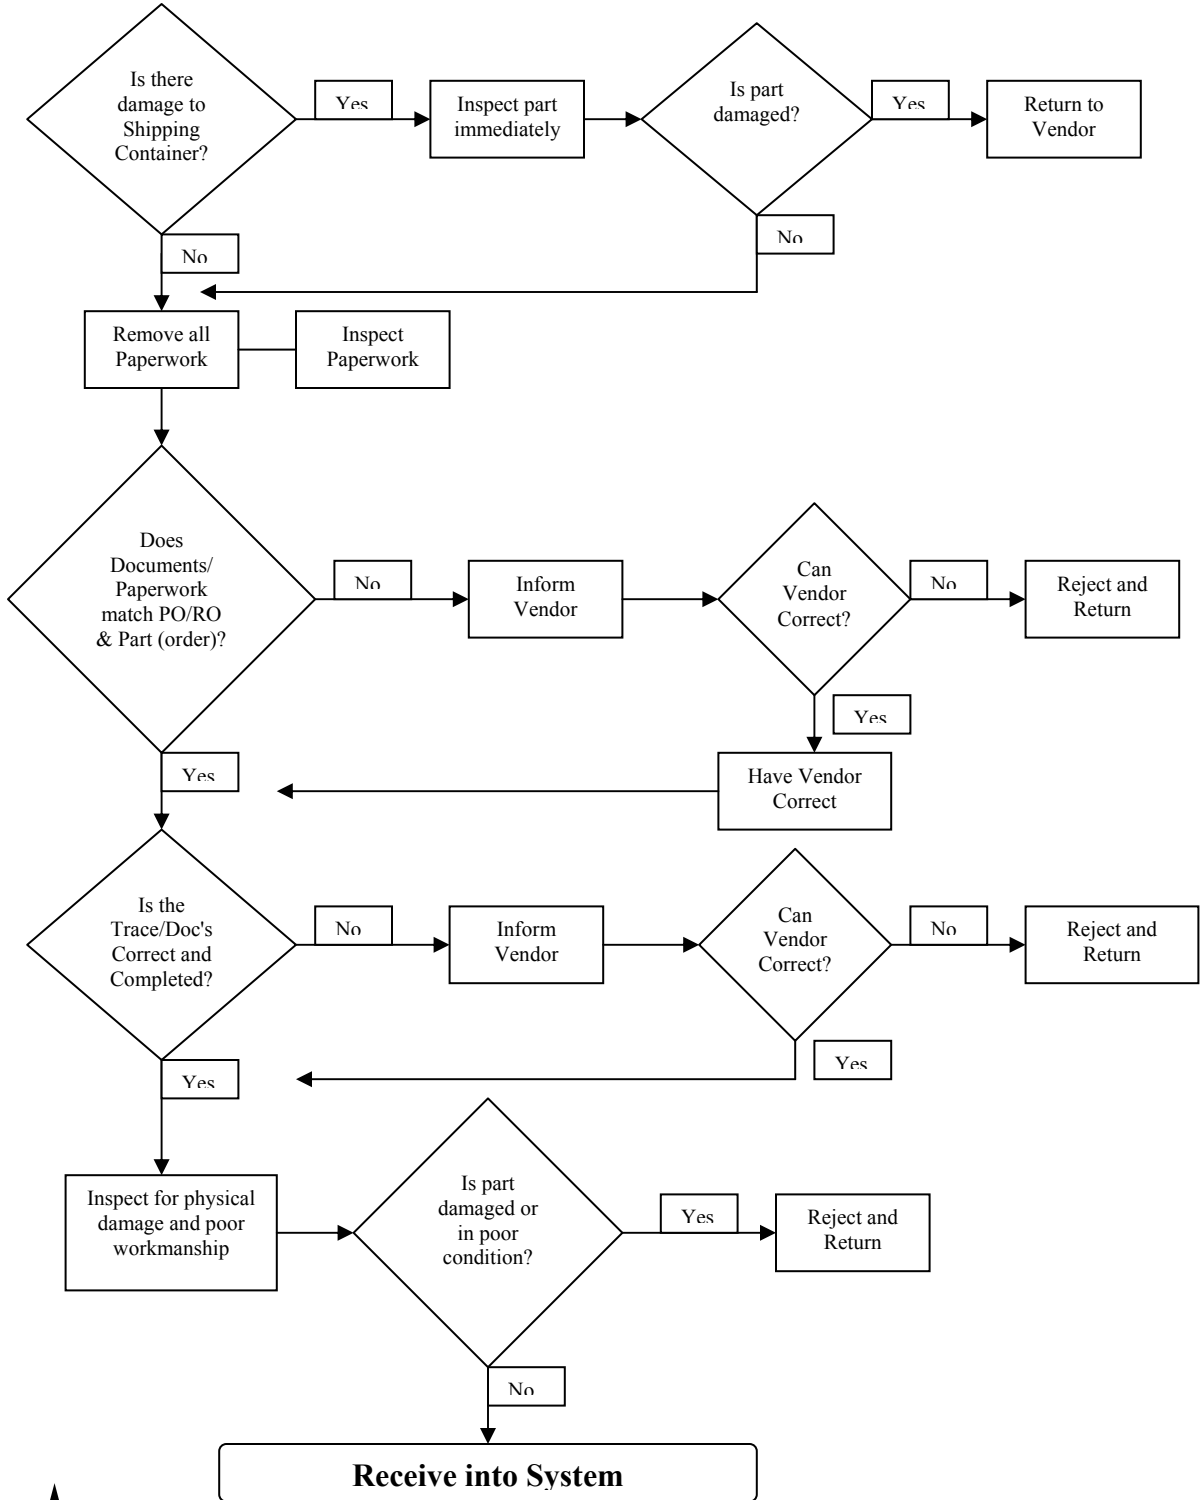 Is there
damage to
Shipping
Container?
Yes
Inspect part
immediately
Is part
damaged?
Yes
Return to
Vendor
No
No
Remove all
Paperwork
Inspect
Paperwork
Does
Documents/
Paperwork
match PO/RO
& Part (order)?
No
Inform
Vendor
Can
Vendor
Correct?
No
Reject and
Return
Yes
Yes
Have Vendor
Correct
Is the
Trace/Doc's
Correct and
Completed?
No
Inform
Vendor
Can
Vendor
Correct?
No
Reject and
Return
Yes
Yes
Inspect for physical
damage and poor
workmanship
Is part
damaged or
in poor
condition?
Yes
Reject and
Return
No
Receive into System